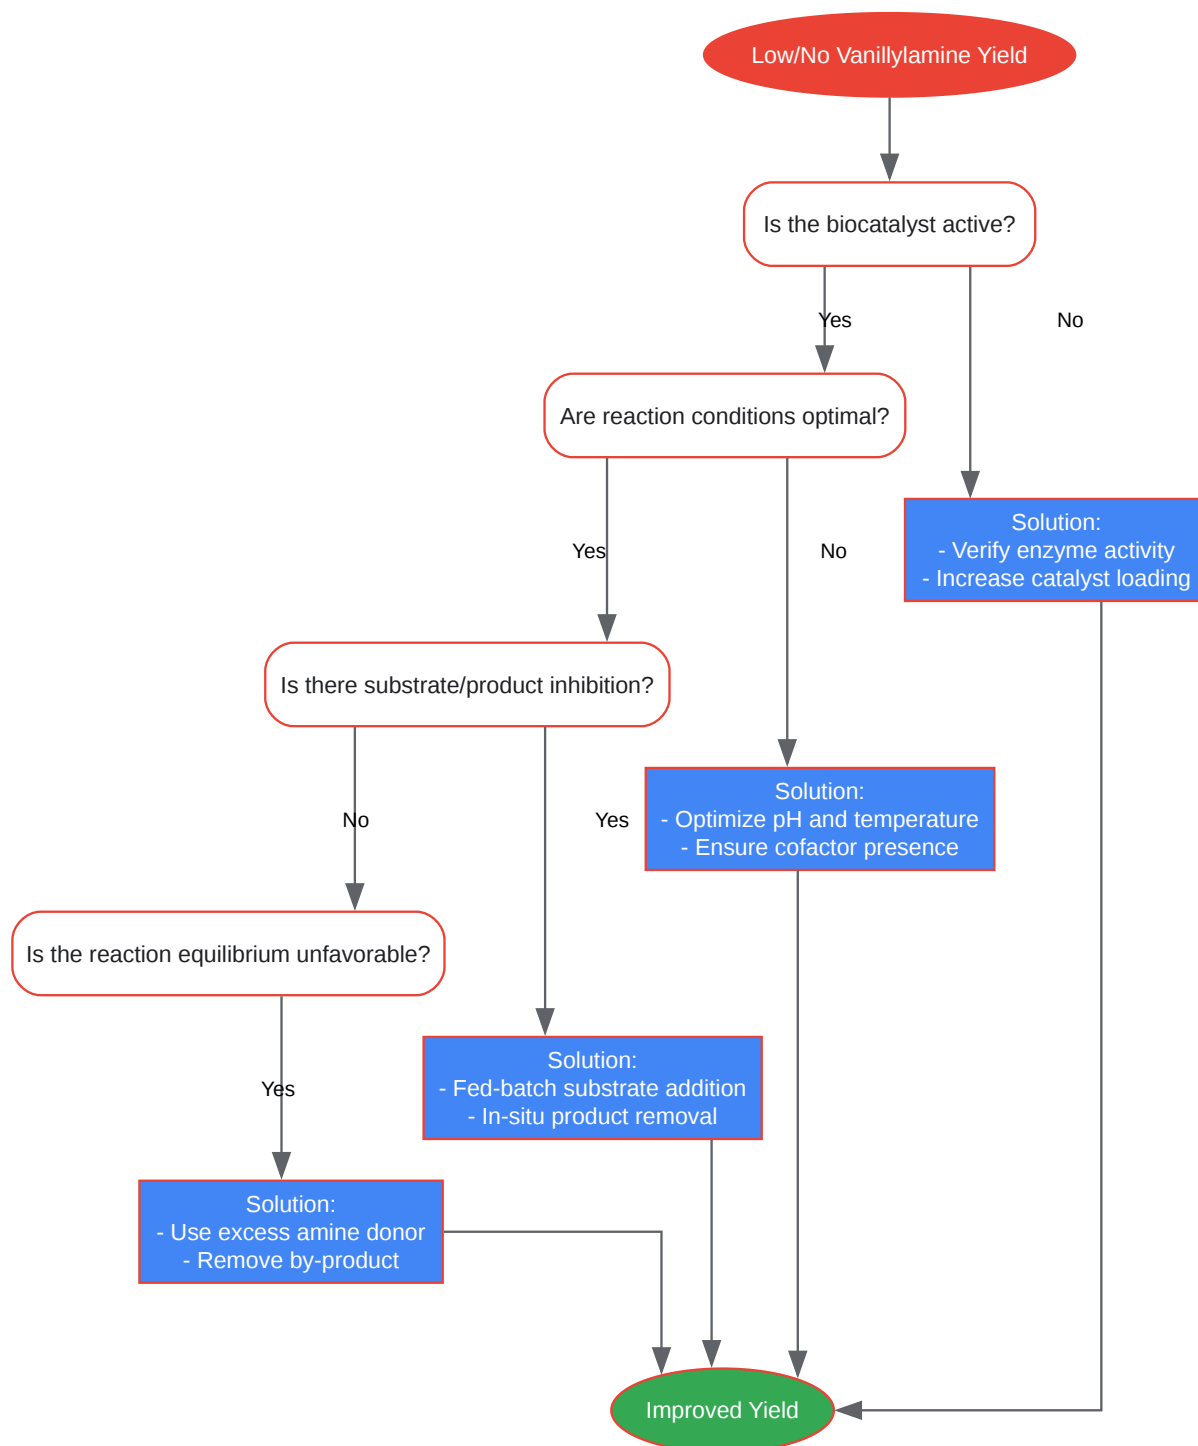 Low/No Vanillylamine Yield
Is the biocatalyst active?
Yes
No
Are reaction conditions optimal?
Solution:
- Verify enzyme activity
- Increase catalyst loading
Yes
No
Is there substrate/product inhibition?
Solution:
- Optimize pH and temperature
- Ensure cofactor presence
No
Yes
Is the reaction equilibrium unfavorable?
Solution:
- Fed-batch substrate addition
- In-situ product removal
Yes
Solution:
- Use excess amine donor
- Remove by-product
Improved Yield